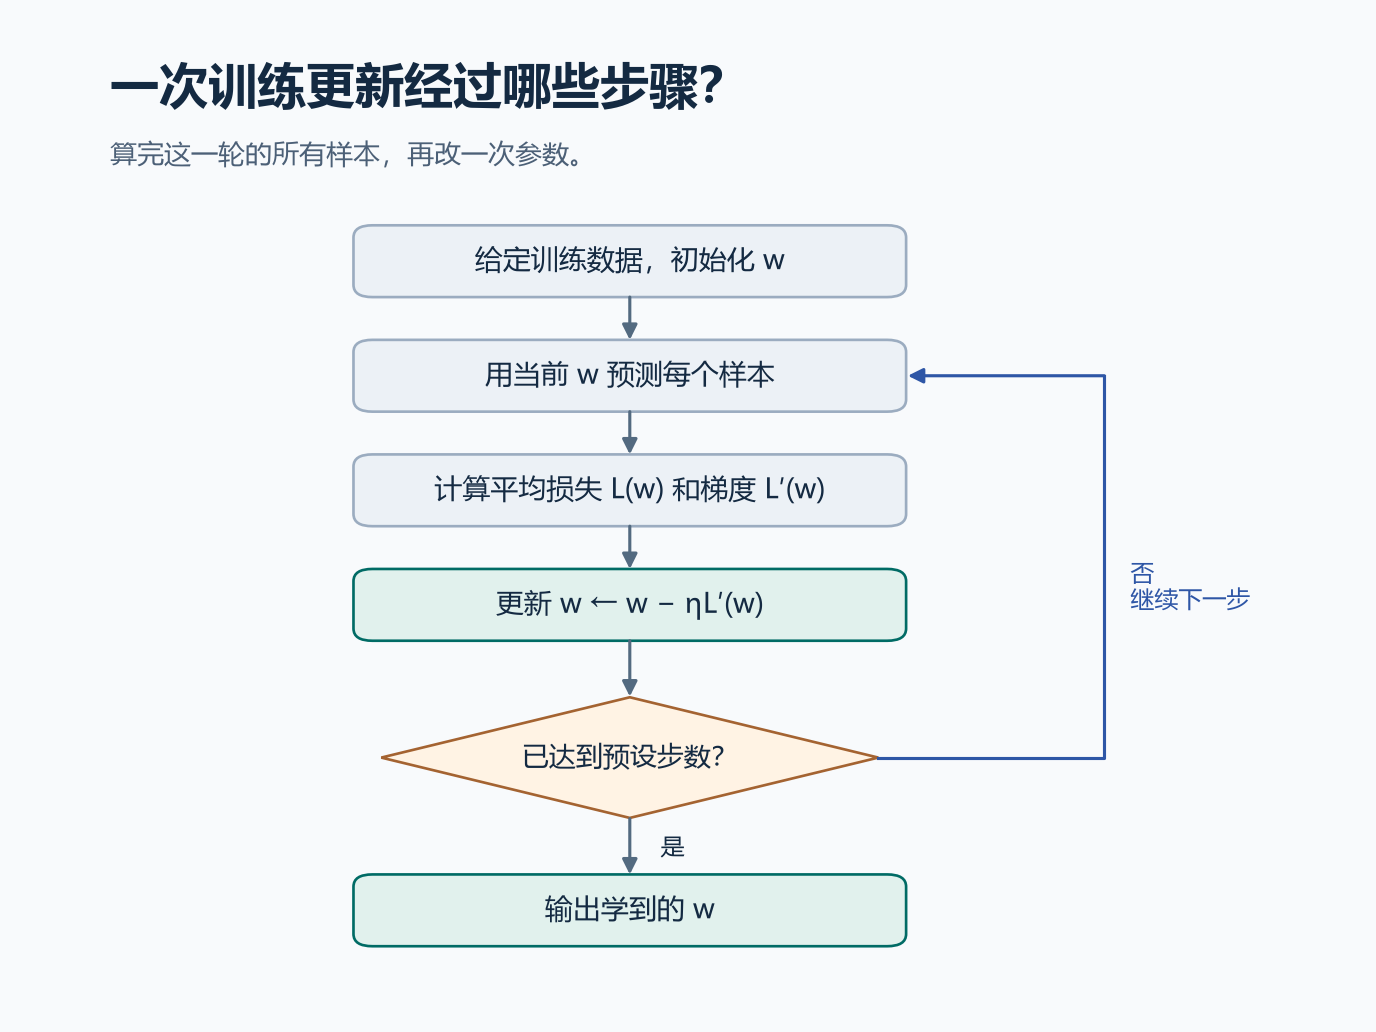 一次训练更新经过哪些步骤？
算完这一轮的所有样本，再改一次参数。
给定训练数据，初始化 w
用当前 w 预测每个样本
计算平均损失 L(w) 和梯度 L′(w)
更新 w ← w − ηL′(w)
否
继续下一步
已达到预设步数？
是
输出学到的 w